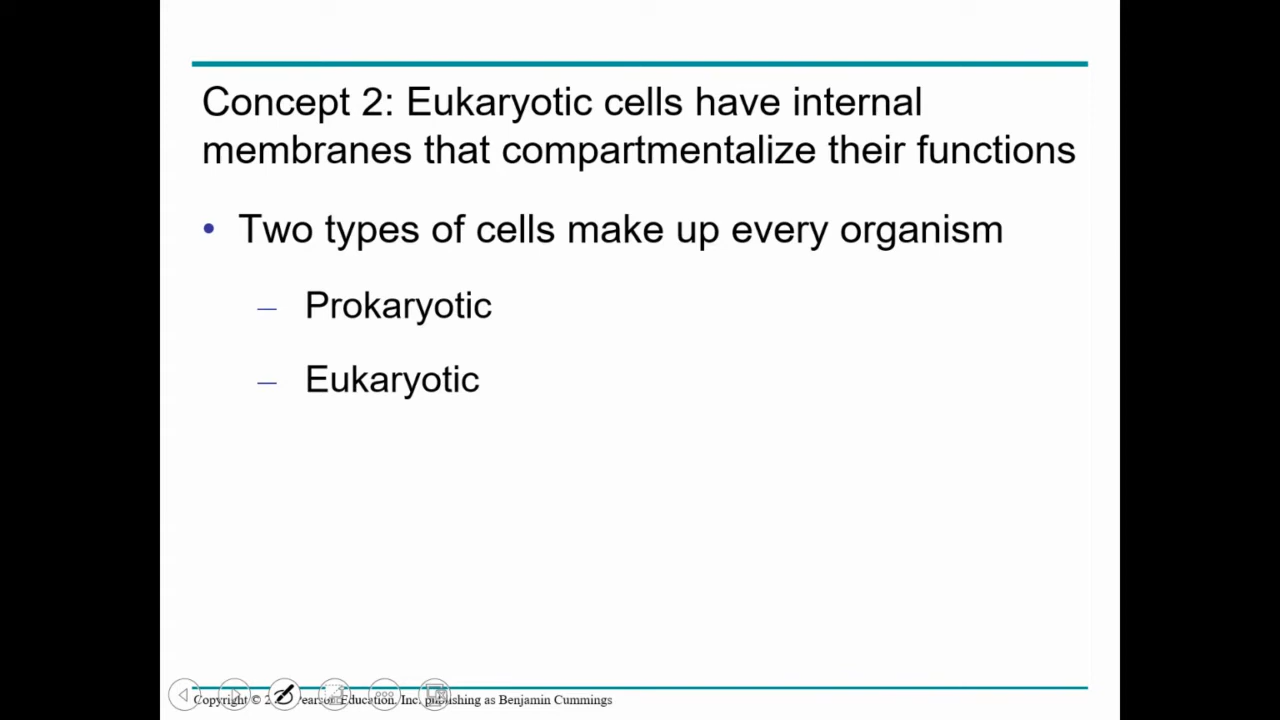 Concept 2: Eukaryotic cells have internal
membranes that compartmentalize their functions
• Two types of cells make up every organism
– Prokaryotic
– Eukaryotic
Copyright © Education, Inc. publishing as Benjamin Cummings